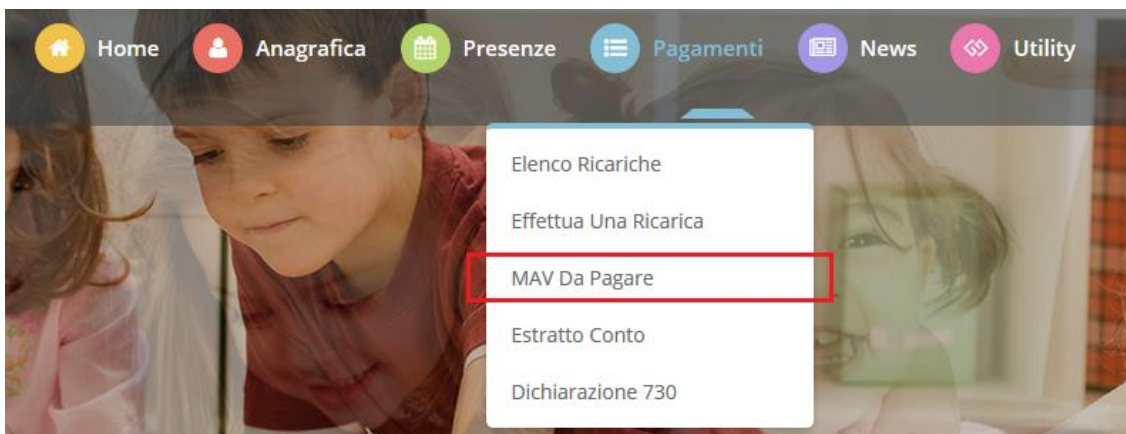 Home Anagrafica Presenze Pagamenti News Utility
Elenco Ricariche
Effettua Una Ricarica
MAV Da Pagare
Estratto Conto
Dichiarazione 730